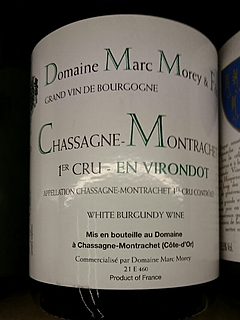 Domaine Marc Morey & F
GRAND VIN DE BOURGOGNE
CHASSAGNE-MONTRACHE
1ER CRU - EN VIRONDOT
APPELLATION CHASSAGNE-MONTRACHET 1ER CRU CONTRÔLÉE
WHITE BURGUNDY WINE
Mis en bouteille au Domaine
à Chassagne-Montrachet (Côte-d'Or)
Commercialisé par Domaine Marc Morey
21 E 460
Product of France